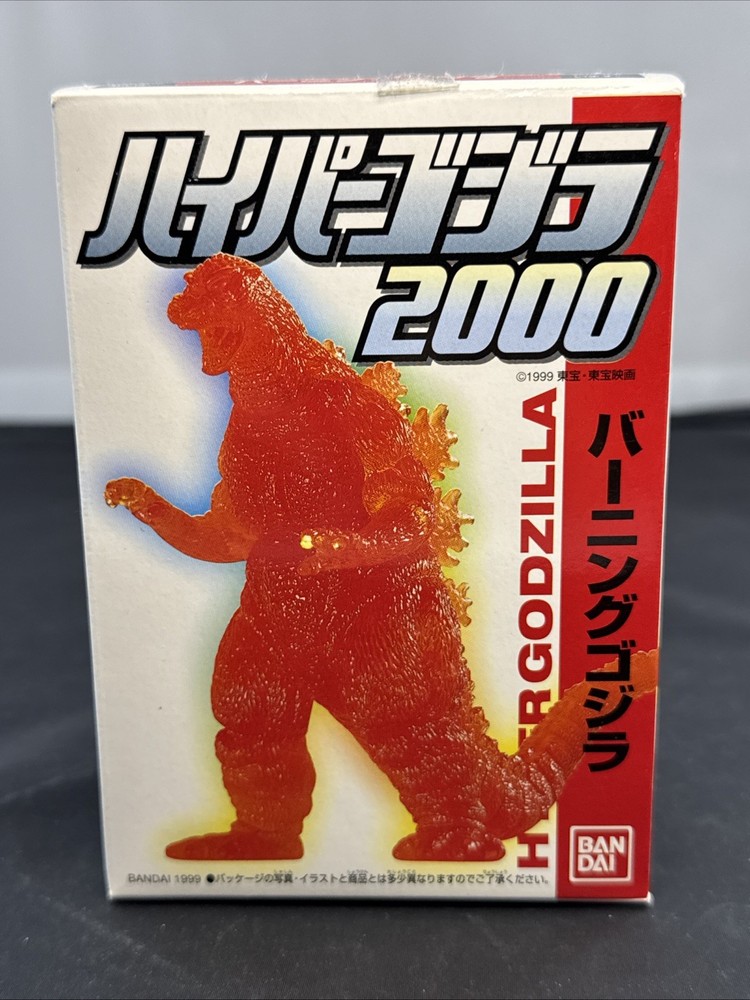 ハイパーゴジラ
2000
©1999 東宝・東宝映画
バーニングゴジラ
H ER GODZILLA
BAN
DAI
BANDAI 1999 ●パッケージの写真・イラストと商品とは多少異なりますのでご了承ください。